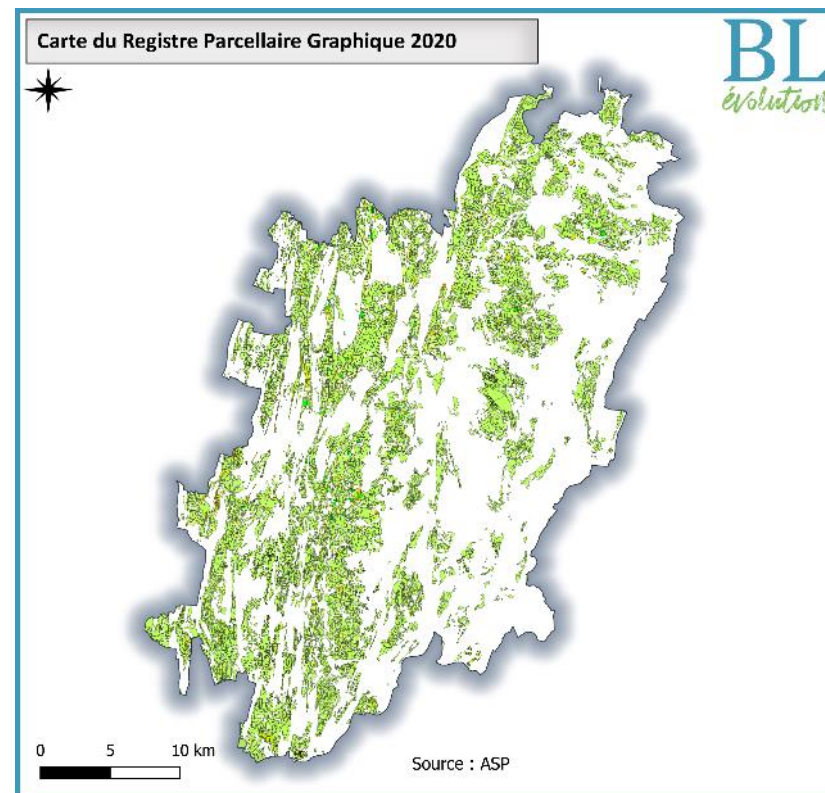 Carte du Registre Parcellaire Graphique 2020
BL
évolution
0 5 10 km
Source : ASP